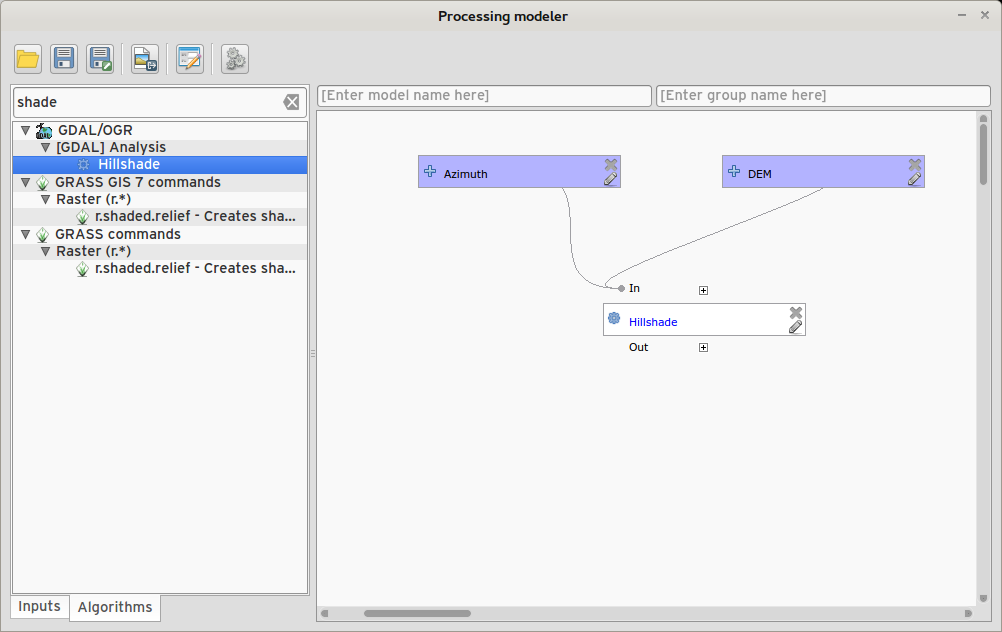 Processing modeler
shade
[Enter model name here]
[Enter group name here]
GDAL/OGR
[GDAL] Analysis
Hillshade
GRASS GIS 7 commands
Raster (r.*)
r.shaded.relief - Creates sha...
GRASS commands
Raster (r.*)
r.shaded.relief - Creates sha...
Azimuth
DEM
In
Hillshade
Out
Inputs
Algorithms